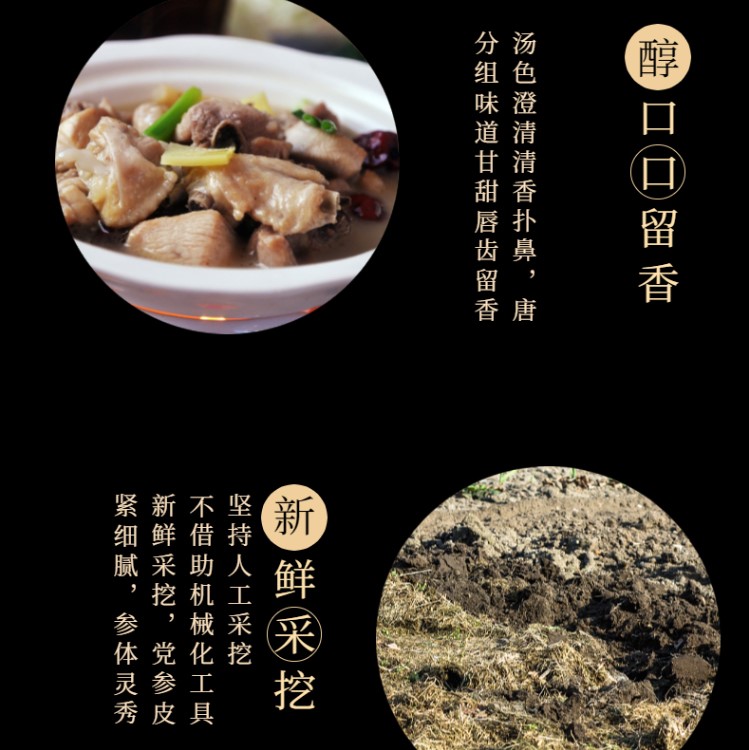 醇口口留香
汤色澄清清香扑鼻，唐
分组味道甘甜唇齿留香
新鲜采挖
坚持人工采挖
不借助机械化工具
新鲜采挖，党参皮
紧细腻，参体灵秀